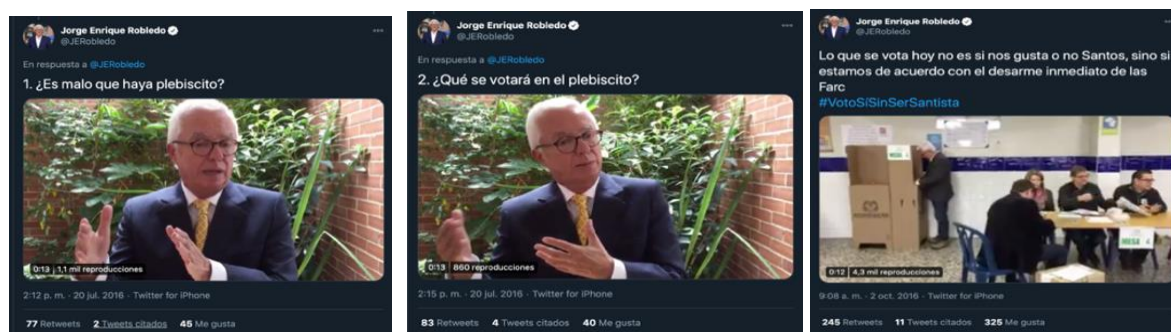 Jorge Enrique Robledo
@JERobledo
En respuesta a @JERobledo
1. ¿Es malo que haya plebiscito?
0:13 1,1 mil reproducciones
2:12 p. m. · 20 jul. 2016 · Twitter for iPhone
77 Retweets 2 Tweets citados 45 Me gusta
Jorge Enrique Robledo
@JERobledo
En respuesta a @JERobledo
2. ¿Qué se votará en el plebiscito?
0:13 860 reproducciones
2:15 p. m. · 20 jul. 2016 · Twitter for iPhone
83 Retweets 4 Tweets citados 40 Me gusta
Jorge Enrique Robledo
@JERobledo
Lo que se vota hoy no es si nos gusta o no Santos, sino si
estamos de acuerdo con el desarme inmediato de las
Farc
#VotoSíSinSerSantista
MESA
0:12 4,3 mil reproducciones
9:08 a. m. · 2 oct. 2016 · Twitter for iPhone
245 Retweets 11 Tweets citados 325 Me gusta